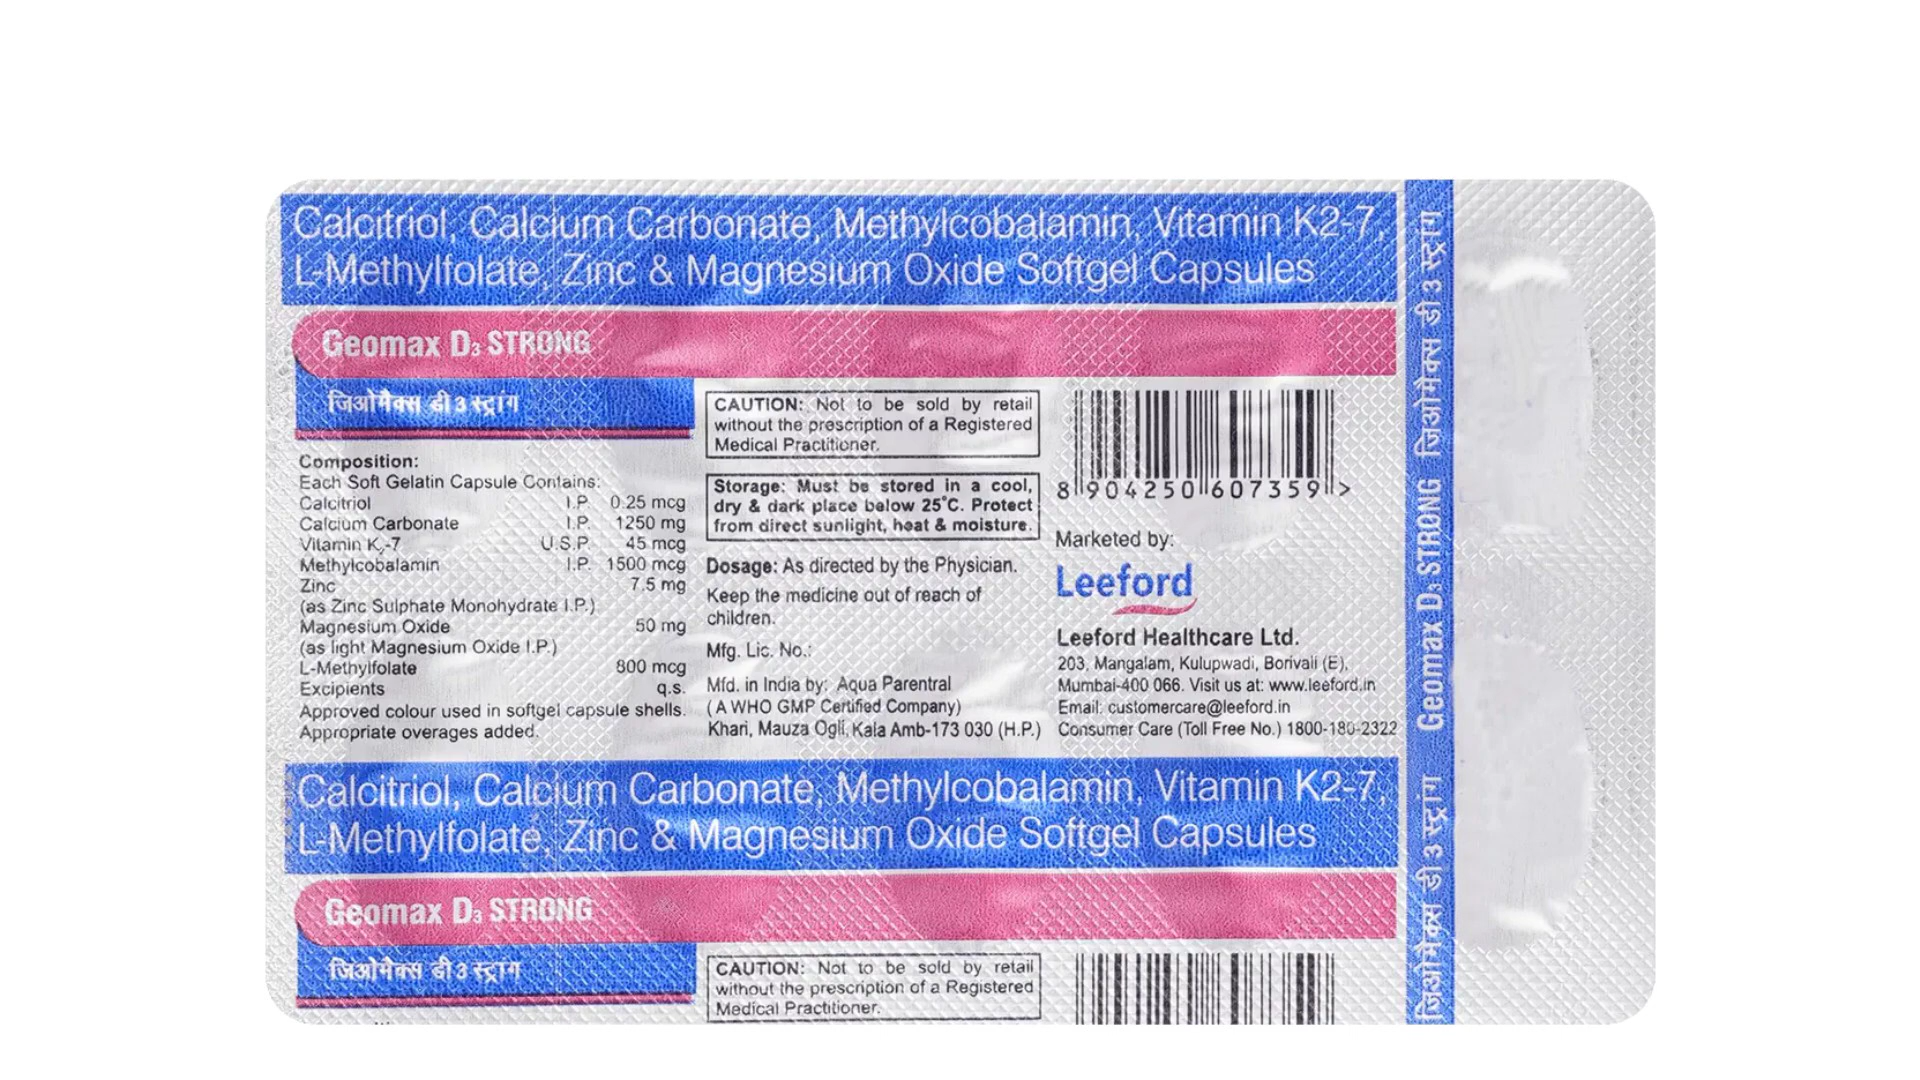 Calcitriol, Calcium Carbonate, Methylcobalamin, Vitamin K2-7,
L-Methylfolate, Zinc & Magnesium Oxide Softgel Capsules
Geomax D₃ STRONG
जिओमैक्स डी 3 स्ट्रांग
Composition:
Each Soft Gelatin Capsule Contains:
Calcitriol I.P. 0.25 mcg
Calcium Carbonate I.P. 1250 mg
Vitamin K₂-7 U.S.P. 45 mcg
Methylcobalamin I.P. 1500 mcg
Zinc 7.5 mg
(as Zinc Sulphate Monohydrate I.P.)
Magnesium Oxide 50 mg
(as light Magnesium Oxide I.P.)
L-Methylfolate 800 mcg
Excipients q.s.
Approved colour used in softgel capsule shells.
Appropriate overages added.
CAUTION: Not to be sold by retail
without the prescription of a Registered
Medical Practitioner.
Storage: Must be stored in a cool,
dry & dark place below 25°C. Protect
from direct sunlight, heat & moisture.
Dosage: As directed by the Physician.
Keep the medicine out of reach of
children.
Mfg. Lic. No.:
Mfd. in India by: Aqua Parentral
( A WHO GMP Certified Company)
Khari, Mauza Ogli, Kala Amb-173 030 (H.P.)
8 904250 607359 >
Marketed by:
Leeford
Leeford Healthcare Ltd.
203, Mangalam, Kulupwadi, Borivali (E),
Mumbai-400 066. Visit us at: www.leeford.in
Email: customercare@leeford.in
Consumer Care (Toll Free No.) 1800-180-2322
Calcitriol, Calcium Carbonate, Methylcobalamin, Vitamin K2-7,
L-Methylfolate, Zinc & Magnesium Oxide Softgel Capsules
Geomax D₃ STRONG
जिओमैक्स डी 3 स्ट्रांग
CAUTION: Not to be sold by retail
without the prescription of a Registered
Medical Practitioner.
जिओमैक्स डी 3 स्ट्रांग Geomax D₃ STRONG जिओमैक्स डी 3 स्ट्रांग